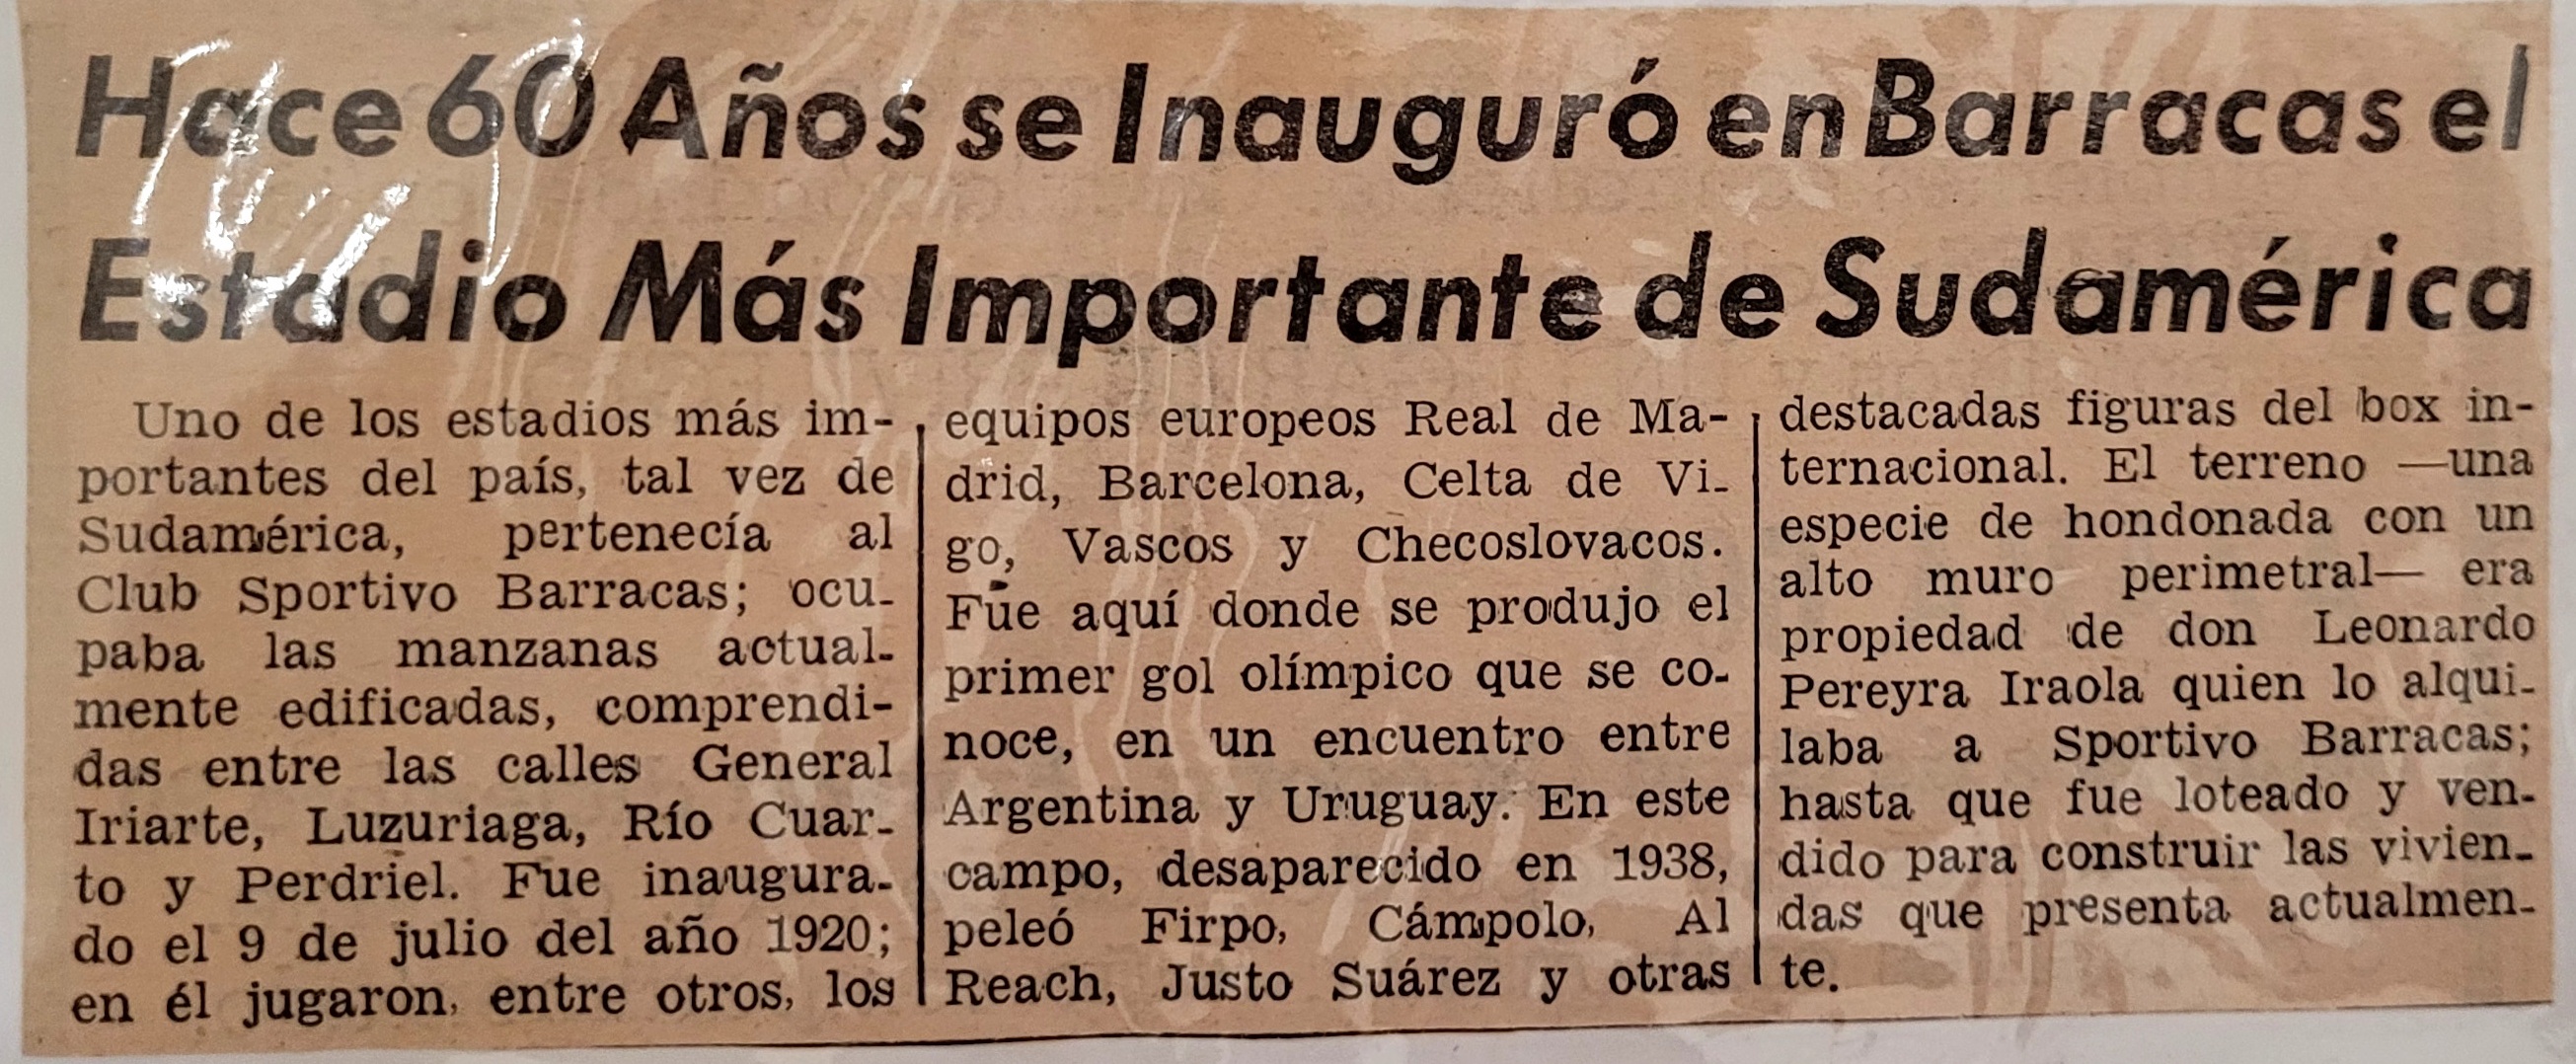 Hace 60 Años se Inauguró en Barracas el
Estadio Más Importante de Sudamérica
Uno de los estadios más im-
portantes del país, tal vez de
Sudamérica, pertenecía al
Club Sportivo Barracas; ocu-
paba las manzanas actual-
mente edificadas, comprendi-
das entre las calles General
Iriarte, Luzuriaga, Río Cuar-
to y Perdriel. Fue inaugura-
do el 9 de julio del año 1920;
en él jugaron, entre otros, los
equipos europeos Real de Ma-
drid, Barcelona, Celta de Vi-
go, Vascos y Checoslovacos.
Fue aquí donde se produjo el
primer gol olímpico que se co-
noce, en un encuentro entre
Argentina y Uruguay. En este
campo, desaparecido en 1938,
peleó Firpo, Cámpolo, Al
Reach, Justo Suárez y otras
destacadas figuras del box in-
ternacional. El terreno —una
especie de hondonada con un
alto muro perimetral— era
propiedad de don Leonardo
Pereyra Iraola quien lo alqui-
laba a Sportivo Barracas;
hasta que fue loteado y ven-
dido para construir las vivien-
das que presenta actualmen-
te.